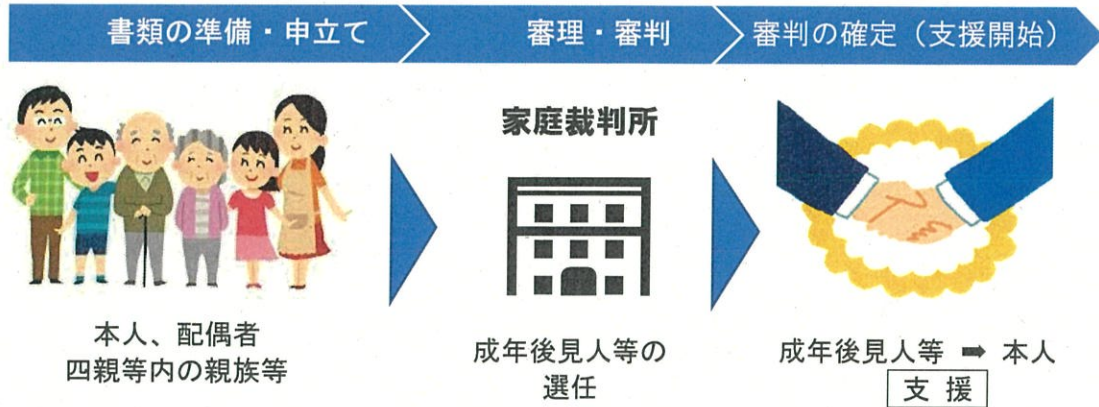 書類の準備・申立て
審理・審判
審判の確定（支援開始）
家庭裁判所
本人、配偶者
四親等内の親族等
成年後見人等の
選任
成年後見人等 ➡ 本人
支 援